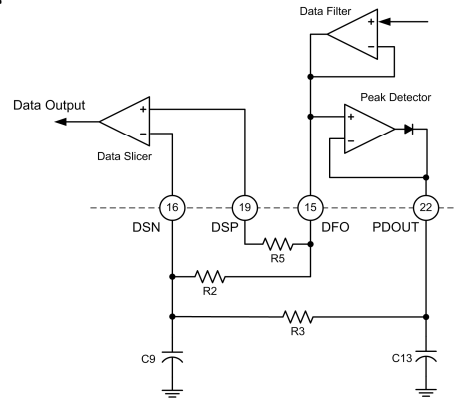 Data Filter
+
−
Peak Detector
Data Output
+
−
+
−
Data Slicer
16
19
15
22
DSN
DSP
DFO
PDOUT
R5
R2
R3
C9
C13